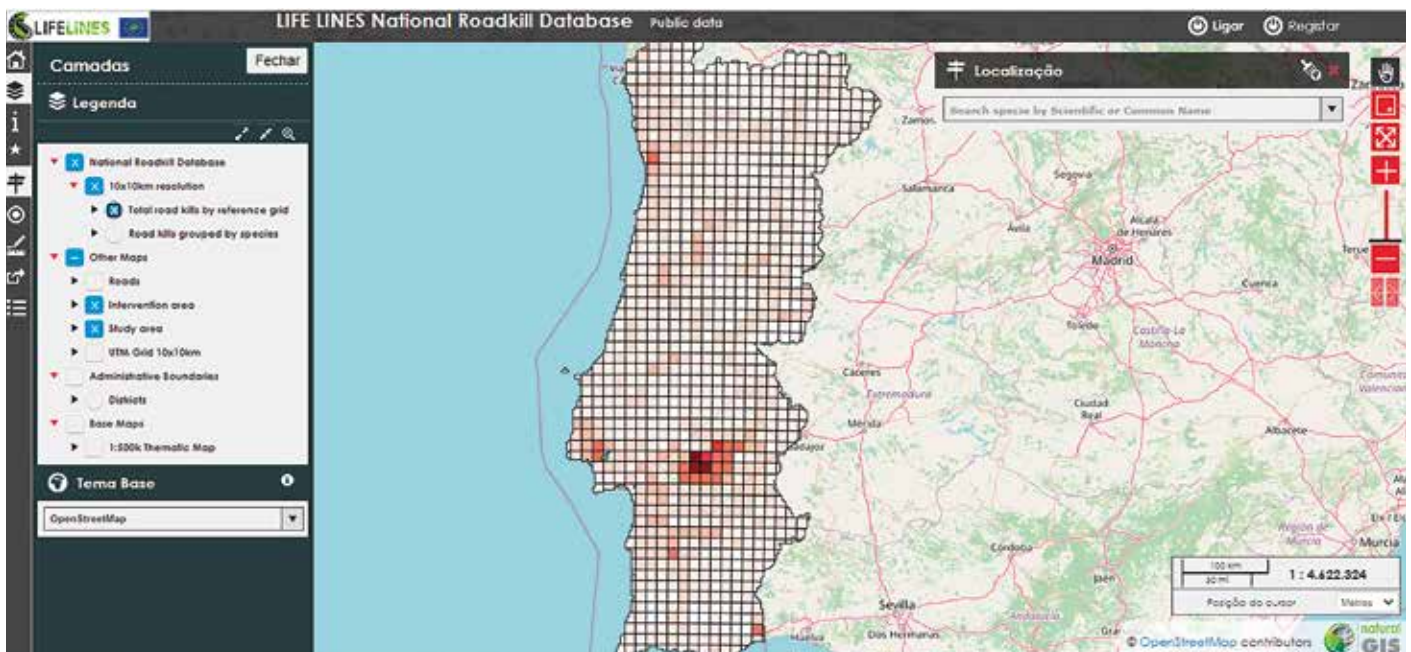 LIFELINES
LIFE LINES National Roadkill Database Public data
Ligar
Registar
Camadas
Fechar
Legenda
National Roadkill Database
10x10km resolution
Total road kills by reference grid
Road kills grouped by species
Other Maps
Roads
Intervention area
Study area
UTM Grid 10x10km
Administrative Boundaries
Districts
Base Maps
1:500k Thematic Map
Tema Base
OpenStreetMap
Localização
Search specie by Scientific or Common Name
Zamora
Salamanca
Segovia
Ávila
Alcalá
de Henares
Madrid
Cuenca
Toledo
Castilla-La
Mancha
Cáceres
Extremadura
Mérida
Badajoz
Ciudad
Real
Albacete
Córdoba
Jaén
Sevilla
Dos Hermanas
Huelva
Andalucía
Región de
Murcia
Murcia
100 km
50 mi
1 : 4.622.324
Posição do cursor
Metros
© OpenStreetMap contributors
natural
GIS